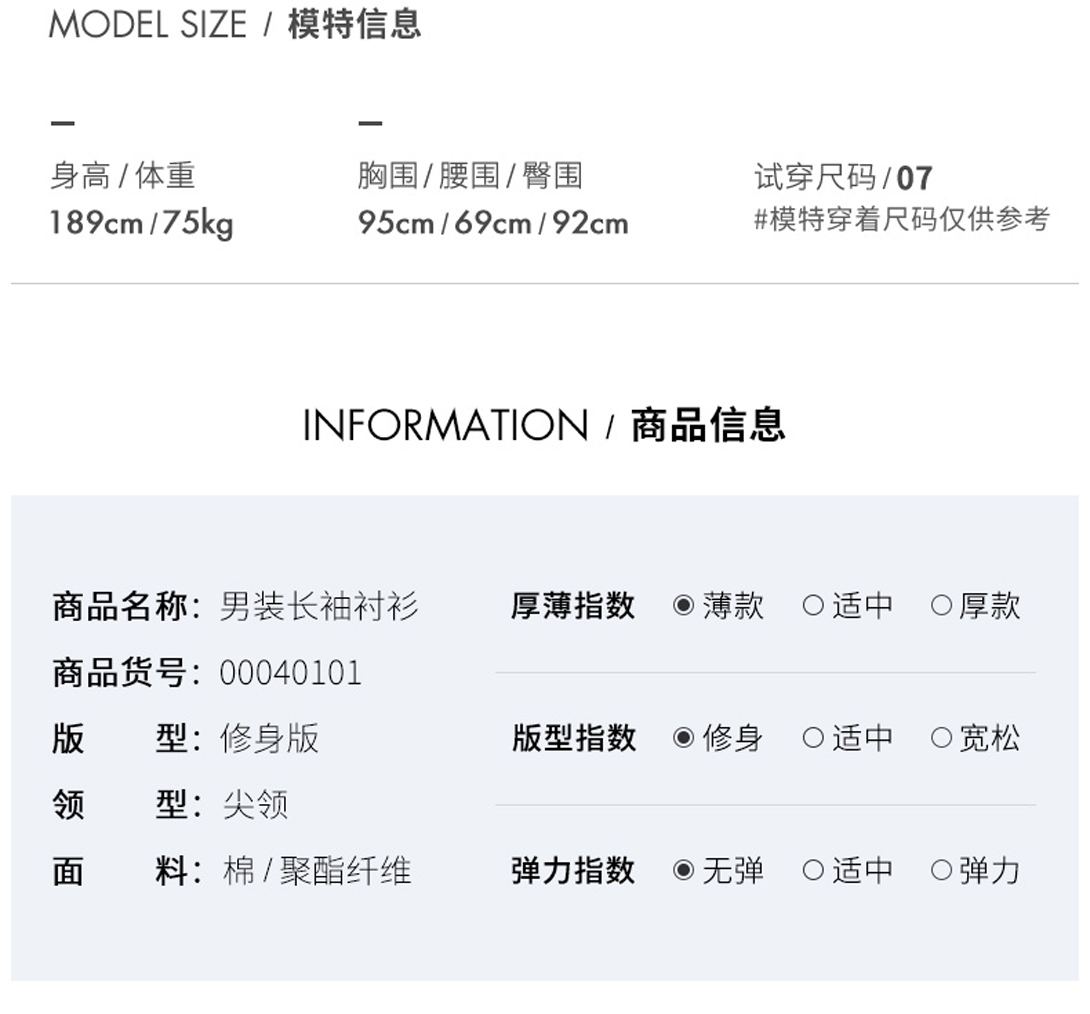 MODEL SIZE / 模特信息
身高 / 体重
189cm / 75kg
胸围 / 腰围 / 臀围
95cm / 69cm / 92cm
试穿尺码 / 07
#模特穿着尺码仅供参考
INFORMATION / 商品信息
商品名称：男装长袖衬衫
商品货号：00040101
版　　型：修身版
领　　型：尖领
面　　料：棉 / 聚酯纤维
厚薄指数 ◉薄款 ○适中 ○厚款
版型指数 ◉修身 ○适中 ○宽松
弹力指数 ◉无弹 ○适中 ○弹力